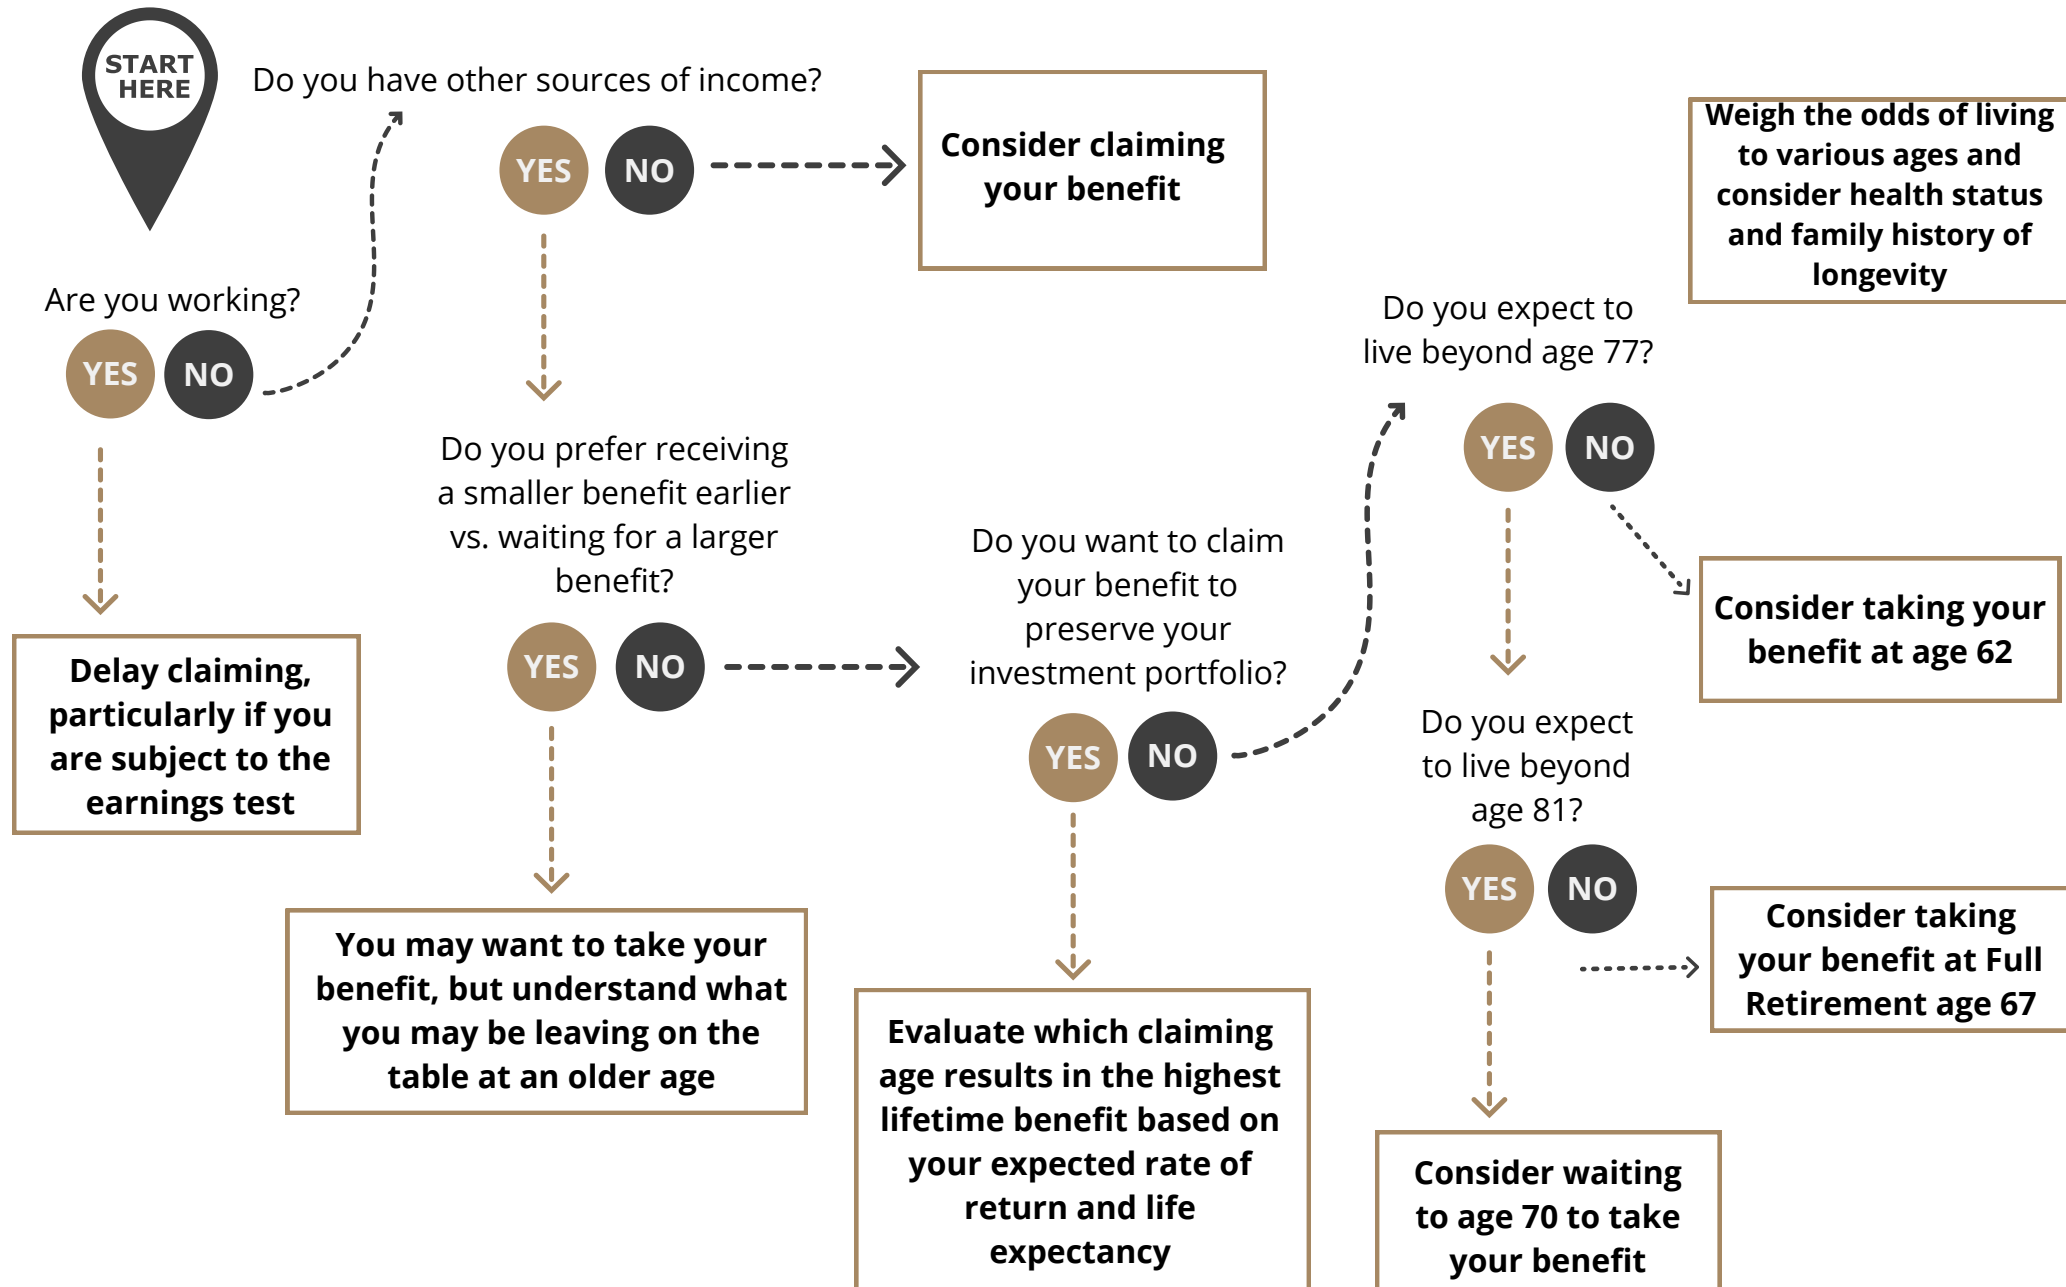 START
HERE
Do you have other sources of income?
YES
NO
Consider claiming
your benefit
Weigh the odds of living
to various ages and
consider health status
and family history of
longevity
Are you working?
YES
NO
Do you expect to
live beyond age 77?
YES
NO
Do you prefer receiving
a smaller benefit earlier
vs. waiting for a larger
benefit?
YES
NO
Do you want to claim
your benefit to
preserve your
investment portfolio?
YES
NO
Consider taking your
benefit at age 62
Delay claiming,
particularly if you
are subject to the
earnings test
Do you expect
to live beyond
age 81?
YES
NO
You may want to take your
benefit, but understand what
you may be leaving on the
table at an older age
Consider taking
your benefit at Full
Retirement age 67
Evaluate which claiming
age results in the highest
lifetime benefit based on
your expected rate of
return and life
expectancy
Consider waiting
to age 70 to take
your benefit